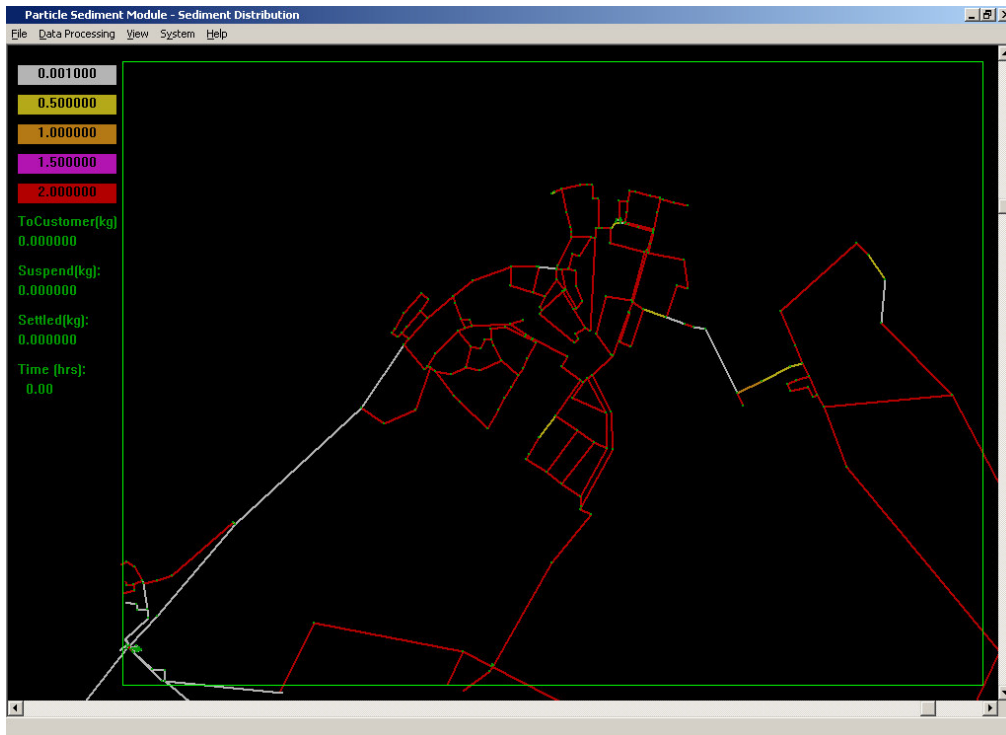 Particle Sediment Module - Sediment Distribution
File Data Processing View System Help
0.001000
0.500000
1.000000
1.500000
2.000000
ToCustomer(kg)
0.000000
Suspend(kg):
0.000000
Settled(kg):
0.000000
Time (hrs):
0.00